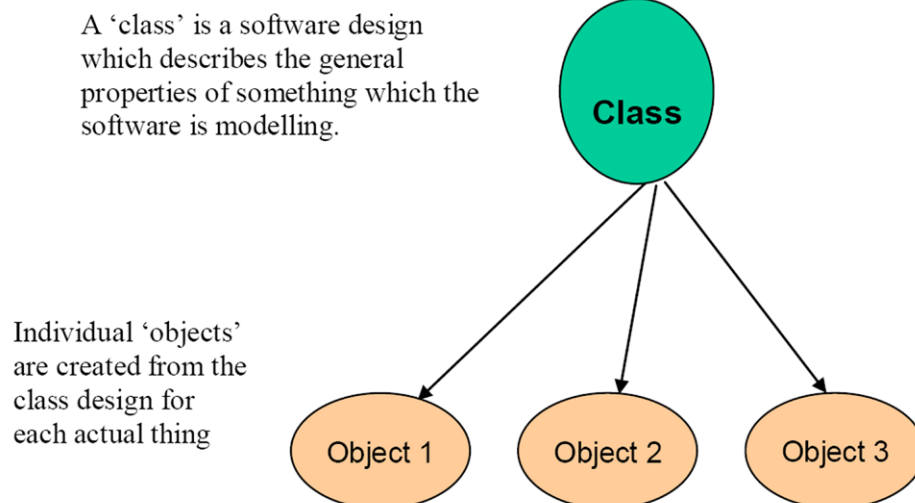 A ‘class’ is a software design
which describes the general
properties of something which the
software is modelling.
Class
Individual ‘objects’
are created from the
class design for
each actual thing
Object 1
Object 2
Object 3